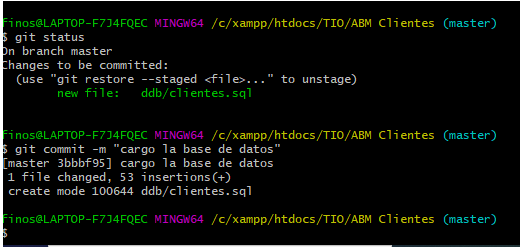 finos@LAPTOP-F7J4FQEC MINGW64 /c/xampp/htdocs/TIO/ABM Clientes (master)
$ git status
On branch master
Changes to be committed:
  (use "git restore --staged <file>..." to unstage)
        new file:   ddb/clientes.sql
finos@LAPTOP-F7J4FQEC MINGW64 /c/xampp/htdocs/TIO/ABM Clientes (master)
$ git commit -m "cargo la base de datos"
[master 3bbbf95] cargo la base de datos
 1 file changed, 53 insertions(+)
 create mode 100644 ddb/clientes.sql
finos@LAPTOP-F7J4FQEC MINGW64 /c/xampp/htdocs/TIO/ABM Clientes (master)
$